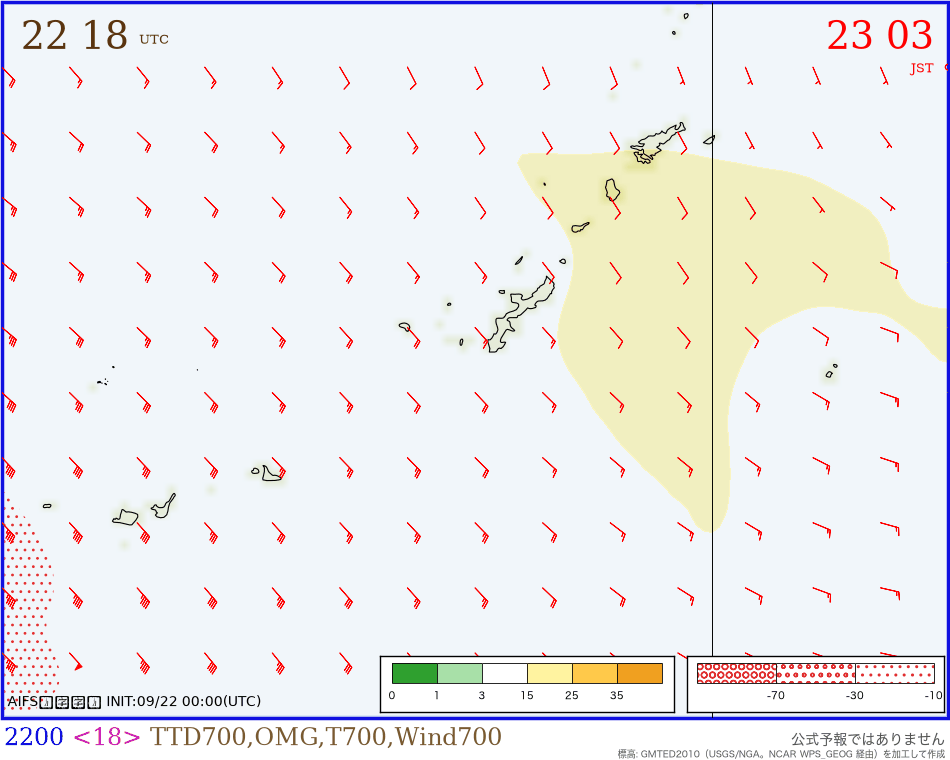 22 18 UTC
23 03
JST
0 1 3 15 25 35
-70 -30 -10
AIFS INIT:09/22 00:00(UTC)
2200 <18> TTD700,OMG,T700,Wind700
公式予報ではありません
標高: GMTED2010（USGS/NGA。NCAR WPS_GEOG 経由）を加工して作成